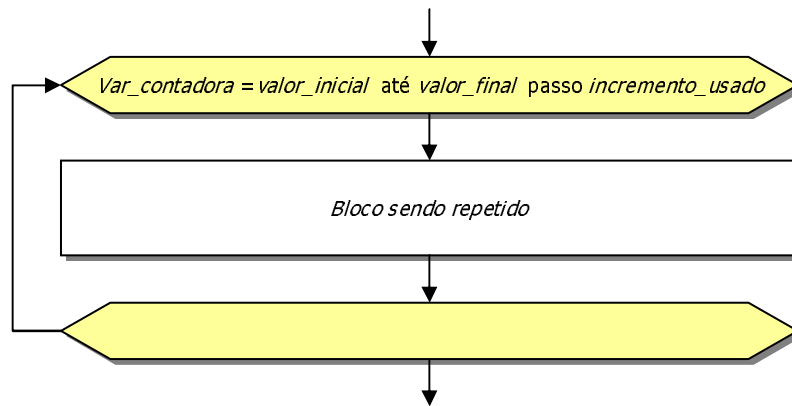 Var_contadora = valor_inicial até valor_final passo incremento_usado
Bloco sendo repetido